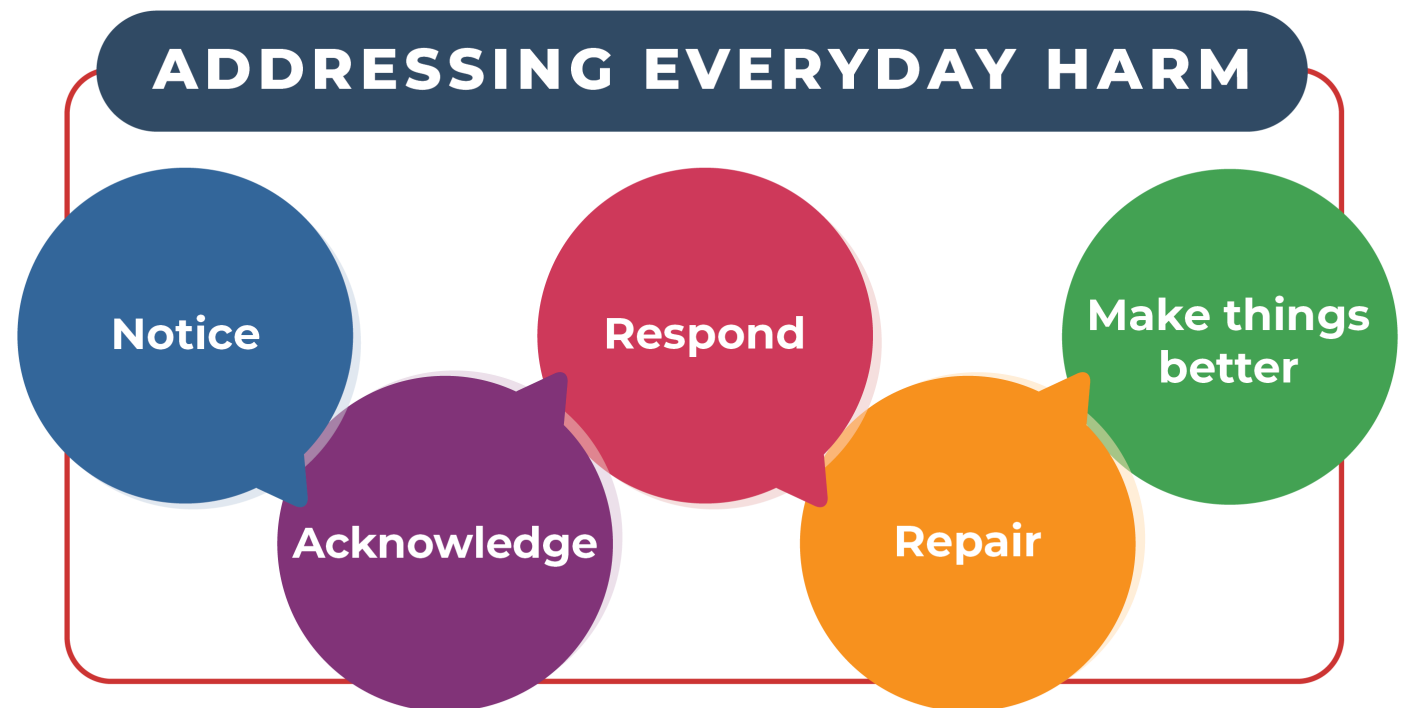 ADDRESSING EVERYDAY HARM
Notice
Acknowledge
Respond
Repair
Make things
better